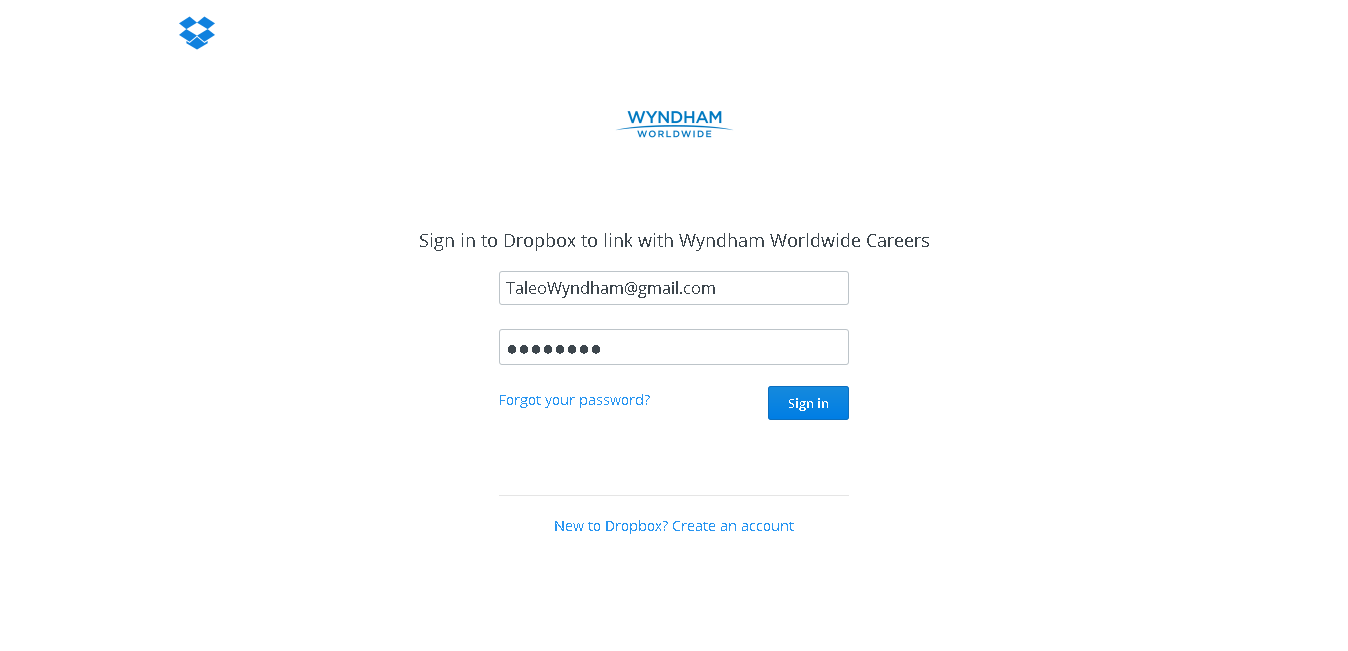 WYNDHAM
WORLDWIDE
Sign in to Dropbox to link with Wyndham Worldwide Careers
TaleoWyndham@gmail.com
●●●●●●●●
Forgot your password?
Sign in
New to Dropbox? Create an account